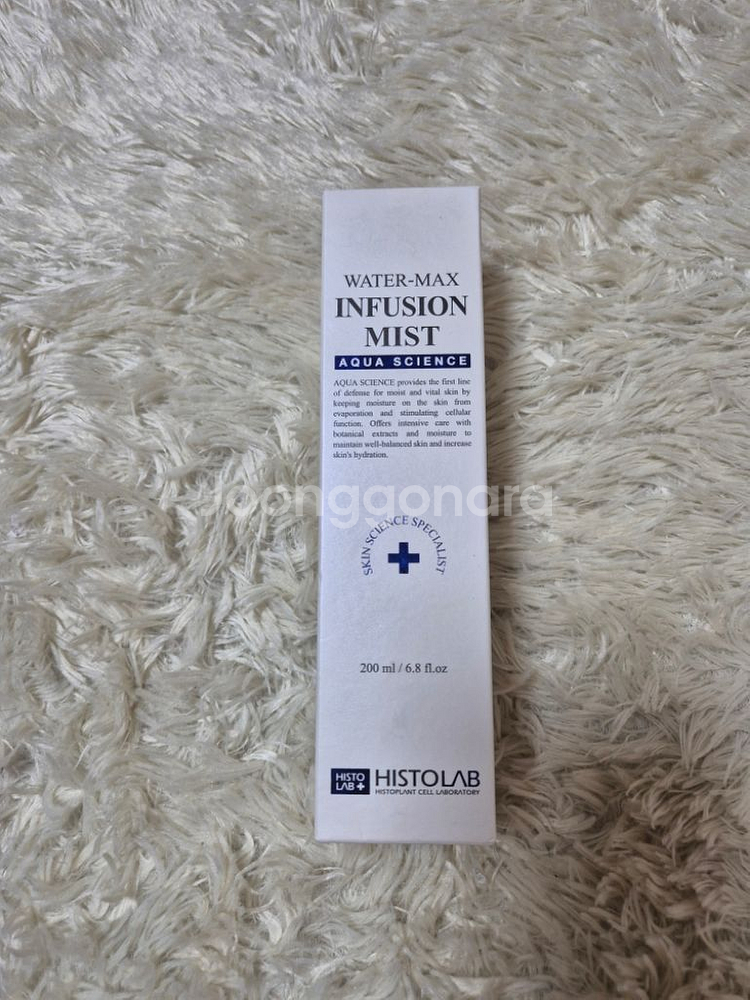 WATER-MAX
INFUSION
MIST
AQUA SCIENCE
AQUA SCIENCE provides the first line
of defense for moist and vital skin by
keeping moisture on the skin from
evaporation and stimulating cellular
function. Offers intensive care with
botanical extracts and moisture to
maintain well-balanced skin and increase
skin's hydration.
Joonggonara
SKIN SCIENCE SPECIALIST
200 ml / 6.8 fl.oz
HISTO
LAB
HISTOLAB
HISTOPLANT CELL LABORATORY